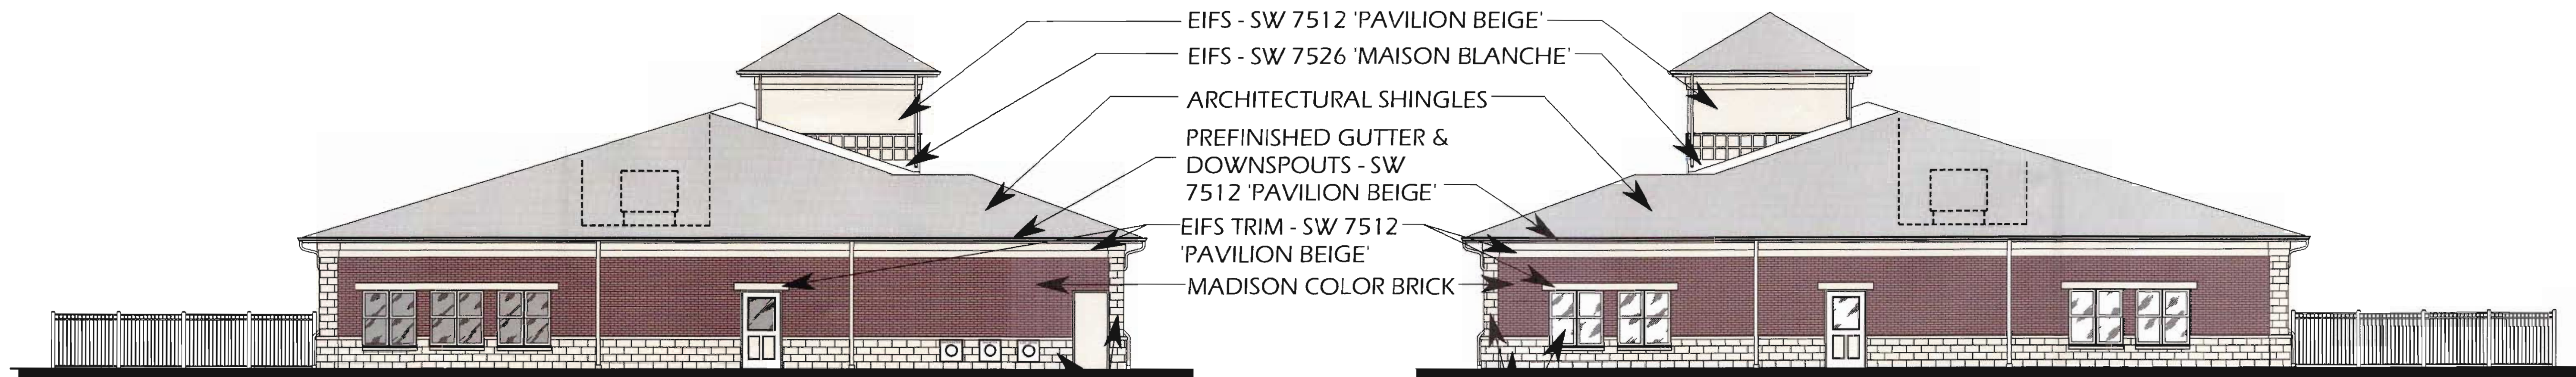 EIFS - SW 7512 'PAVILION BEIGE'
EIFS - SW 7526 'MAISON BLANCHE'
ARCHITECTURAL SHINGLES
PREFINISHED GUTTER &
DOWNSPOUTS - SW
7512 'PAVILION BEIGE'
EIFS TRIM - SW 7512
'PAVILION BEIGE'
MADISON COLOR BRICK